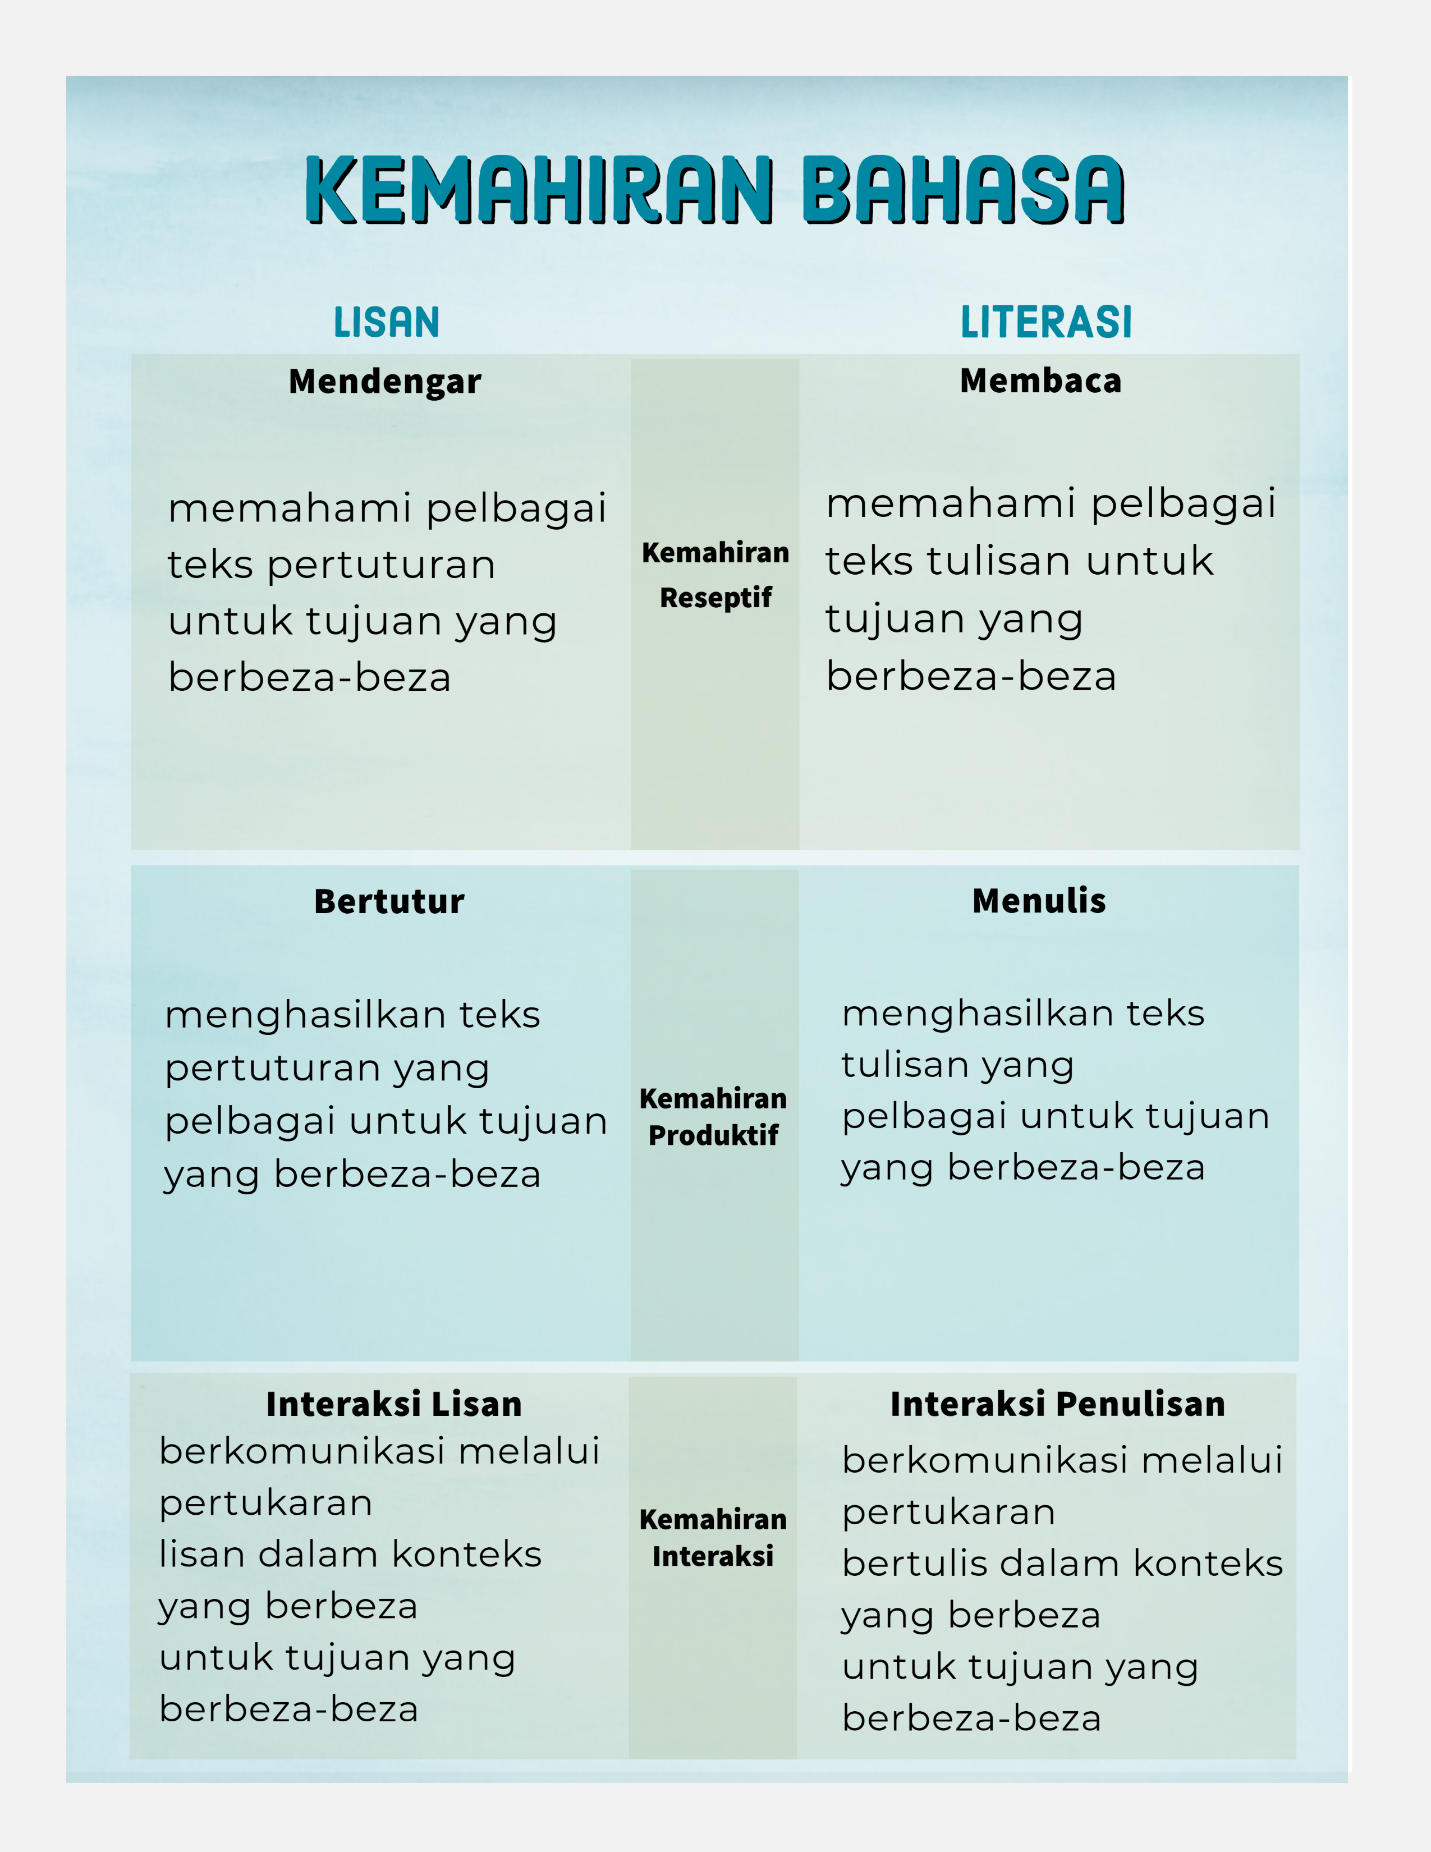 KEMAHIRAN BAHASA
LISAN
LITERASI
Mendengar
memahami pelbagai
teks pertuturan
untuk tujuan yang
berbeza-beza
Kemahiran
Reseptif
Membaca
memahami pelbagai
teks tulisan untuk
tujuan yang
berbeza-beza
Bertutur
menghasilkan teks
pertuturan yang
pelbagai untuk tujuan
yang berbeza-beza
Kemahiran
Produktif
Menulis
menghasilkan teks
tulisan yang
pelbagai untuk tujuan
yang berbeza-beza
Interaksi Lisan
berkomunikasi melalui
pertukaran
lisan dalam konteks
yang berbeza
untuk tujuan yang
berbeza-beza
Kemahiran
Interaksi
Interaksi Penulisan
berkomunikasi melalui
pertukaran
bertulis dalam konteks
yang berbeza
untuk tujuan yang
berbeza-beza